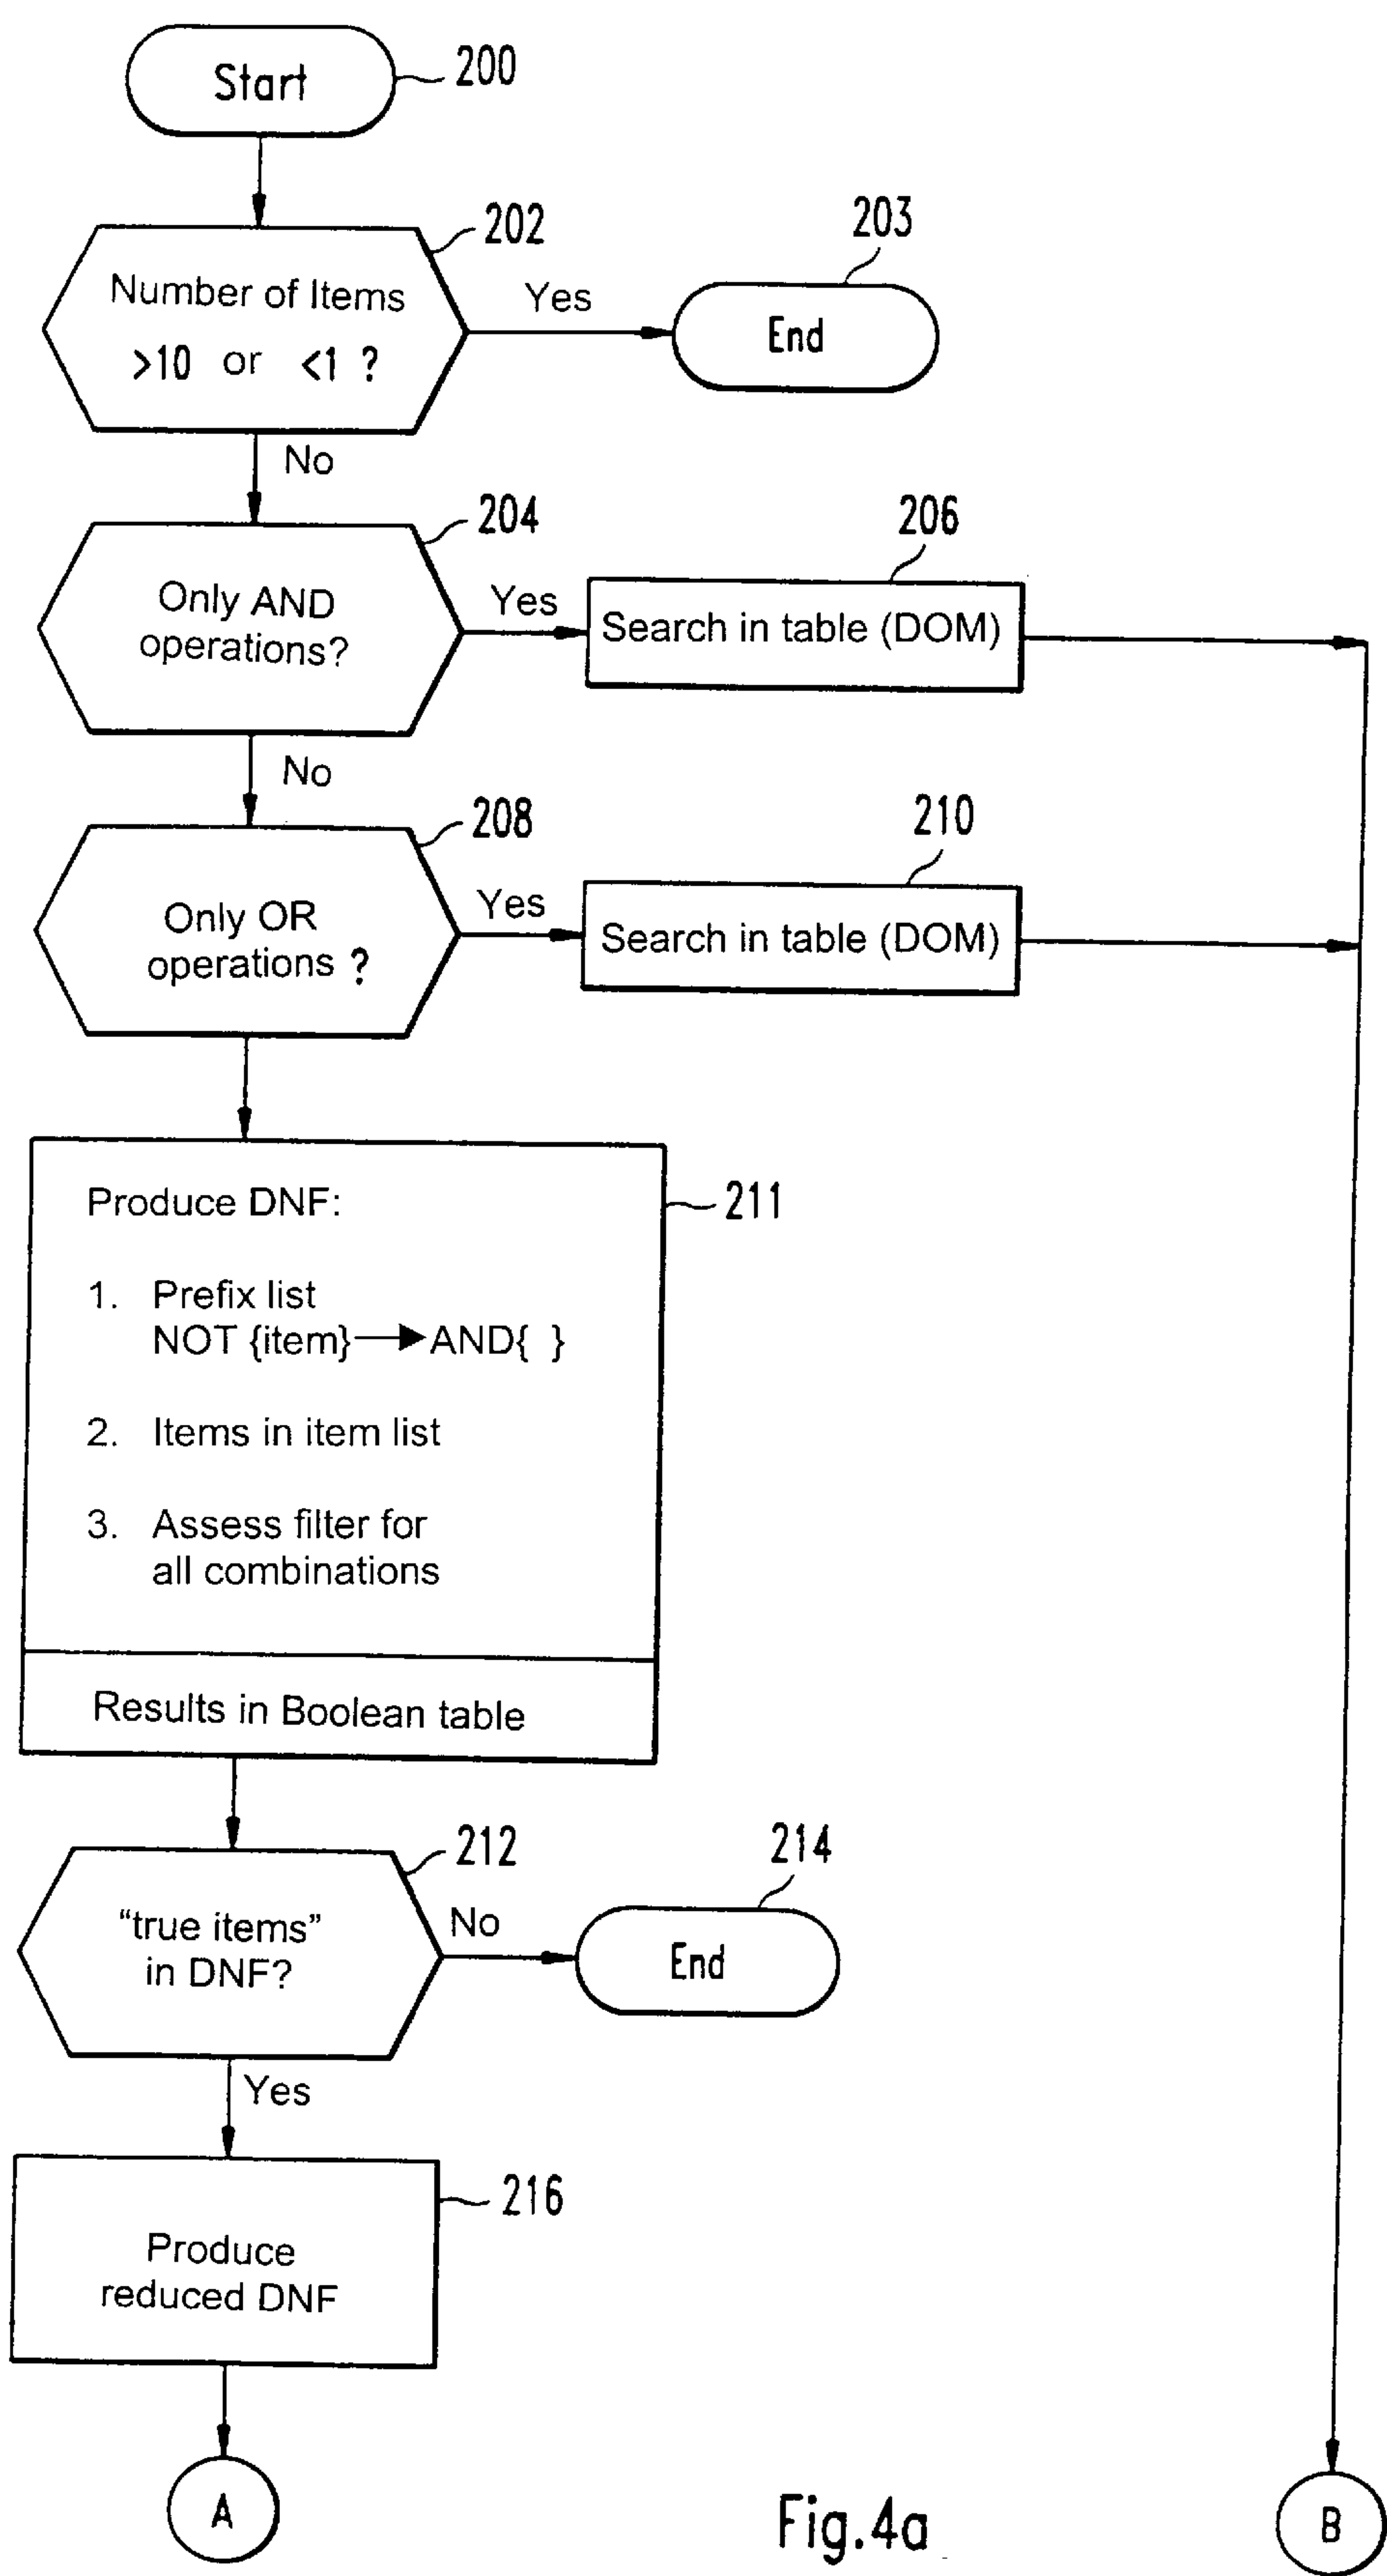 Start
200
202
Number of Items
>10 or <1 ?
Yes
203
End
No
204
Only AND
operations?
Yes
206
Search in table (DOM)
No
208
Only OR
operations ?
Yes
210
Search in table (DOM)
211
Produce DNF:
1. Prefix list
NOT {item}→AND{ }
2. Items in item list
3. Assess filter for
all combinations
Results in Boolean table
212
“true items”
in DNF?
No
214
End
Yes
216
Produce
reduced DNF
A
B
Fig.4a